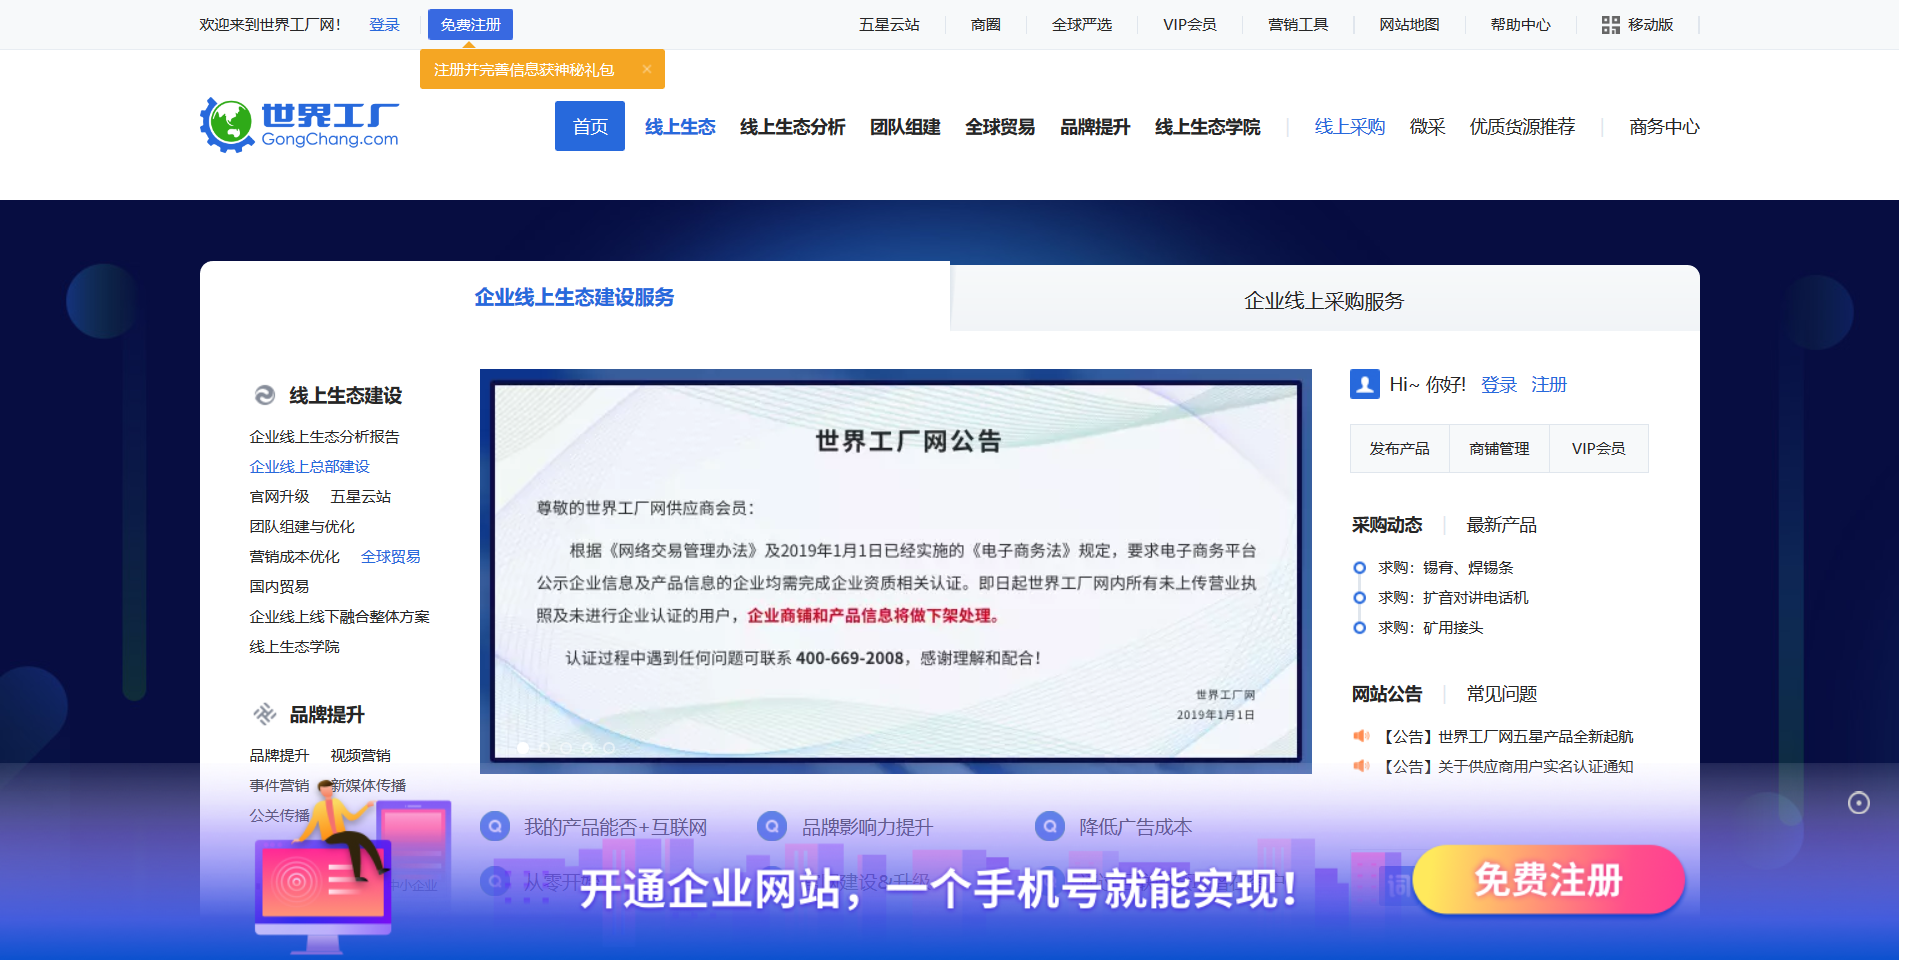 欢迎来到世界工厂网！ 登录 免费注册 五星云站 商圈 全球严选 VIP会员 营销工具 网站地图 帮助中心 移动版
注册并完善信息获神秘礼包 ×
世界工厂
GongChang.com
首页 线上生态 线上生态分析 团队组建 全球贸易 品牌提升 线上生态学院 线上采购 微采 优质货源推荐 商务中心
企业线上生态建设服务 企业线上采购服务
线上生态建设
企业线上生态分析报告
企业线上总部建设
官网升级 五星云站
团队组建与优化
营销成本优化 全球贸易
国内贸易
企业线上线下融合整体方案
线上生态学院
品牌提升
品牌提升 视频营销
事件营销 新媒体传播
公关传播
中小企业
世界工厂网公告
尊敬的世界工厂网供应商会员：
根据《网络交易管理办法》及2019年1月1日已经实施的《电子商务法》规定，要求电子商务平台
公示企业信息及产品信息的企业均需完成企业资质相关认证。即日起世界工厂网内所有未上传营业执
照及未进行企业认证的用户，企业商铺和产品信息将做下架处理。
认证过程中遇到任何问题可联系 400-669-2008，感谢理解和配合！
世界工厂网
2019年1月1日
Hi~ 你好! 登录 注册
发布产品 商铺管理 VIP会员
采购动态 最新产品
求购：锡膏、焊锡条
求购：扩音对讲电话机
求购：矿用接头
网站公告 常见问题
【公告】世界工厂网五星产品全新起航
【公告】关于供应商用户实名认证通知
我的产品能否+互联网 品牌影响力提升 降低广告成本
从零开 建设&升级 词
开通企业网站，一个手机号就能实现！ 免费注册